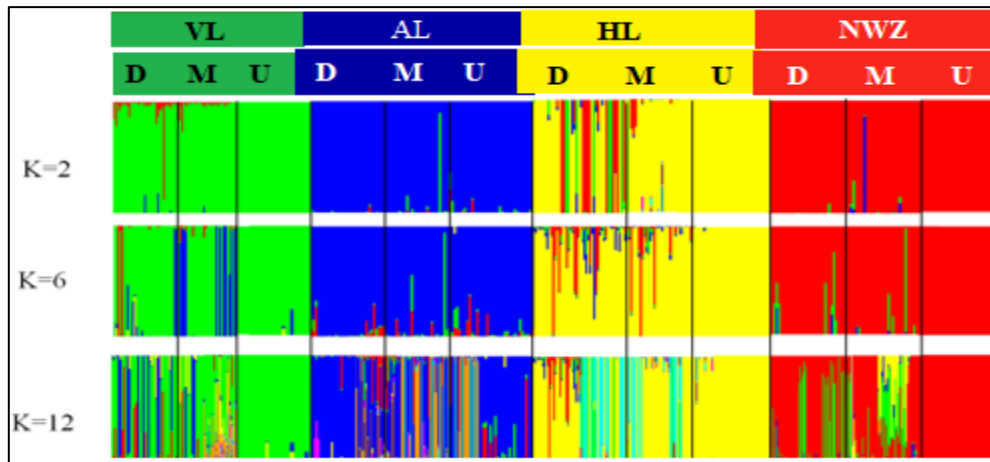 VL AL HL NWZ
D M U D M U D M U D M U
K=2
K=6
K=12